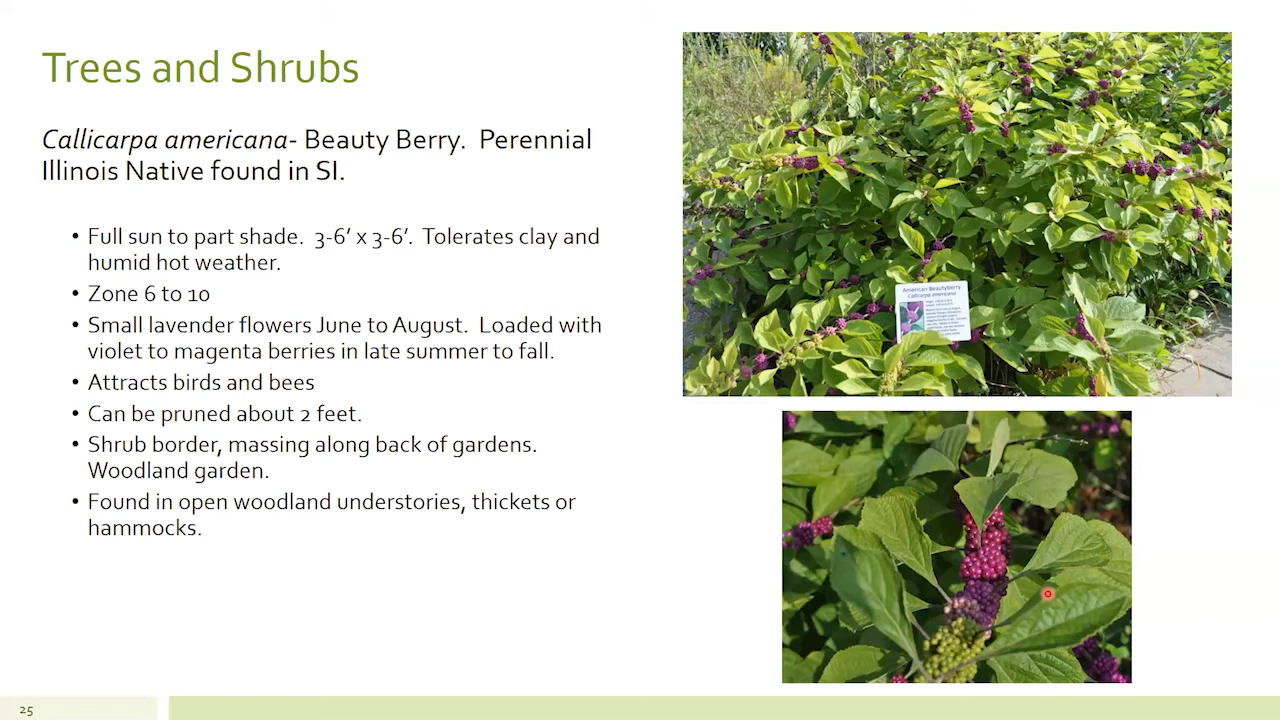 Trees and Shrubs
Callicarpa americana- Beauty Berry.  Perennial
Illinois Native found in SI.
• Full sun to part shade.  3-6’ x 3-6’.  Tolerates clay and
humid hot weather.
• Zone 6 to 10
• Small lavender flowers June to August.  Loaded with
violet to magenta berries in late summer to fall.
• Attracts birds and bees
• Can be pruned about 2 feet.
• Shrub border, massing along back of gardens.
Woodland garden.
• Found in open woodland understories, thickets or
hammocks.
American Beautyberry
Callicarpa americana
25